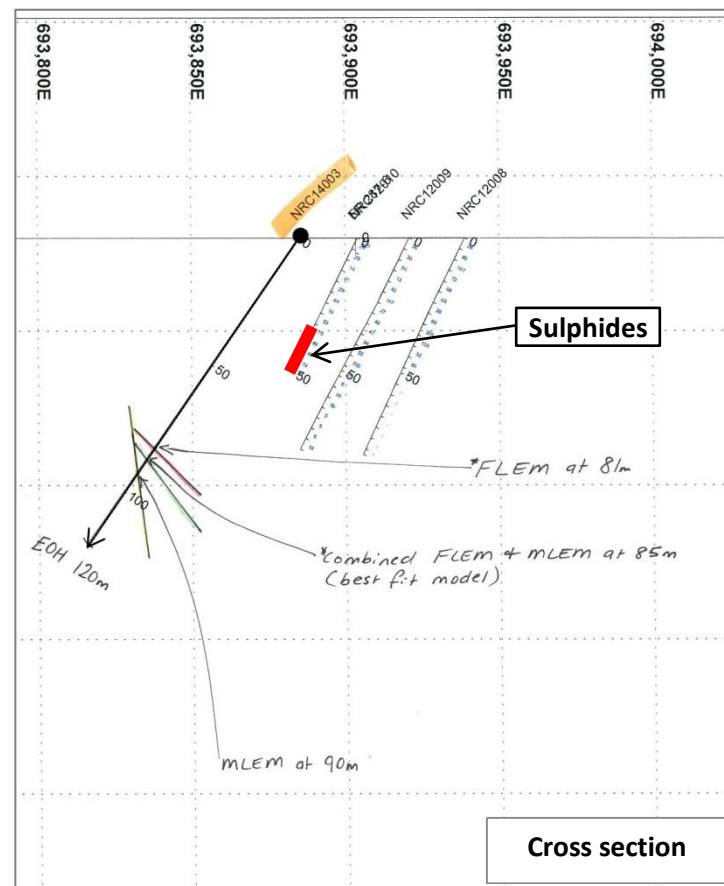 693,800E
693,850E
693,900E
693,950E
694,000E
NRC14003
NRC12009
NRC12008
0
0
0
0
50
50
50
50
Sulphides
*FLEM at 81m
100
EOH 120m
*Combined FLEM + MLEM at 85m
(best fit model)
MLEM at 90m
Cross section